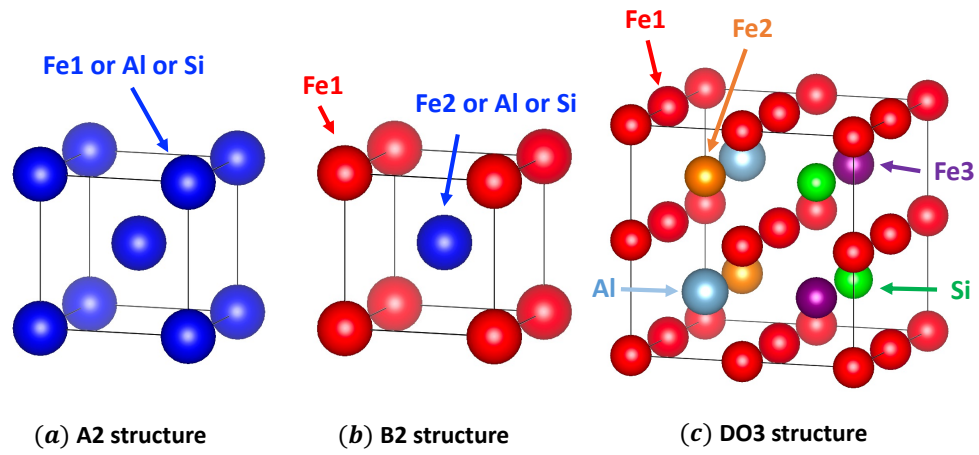 Fe1 or Al or Si
Fe1
Fe2 or Al or Si
Fe1
Fe2
Fe3
Al
Si
(a) A2 structure
(b) B2 structure
(c) DO3 structure